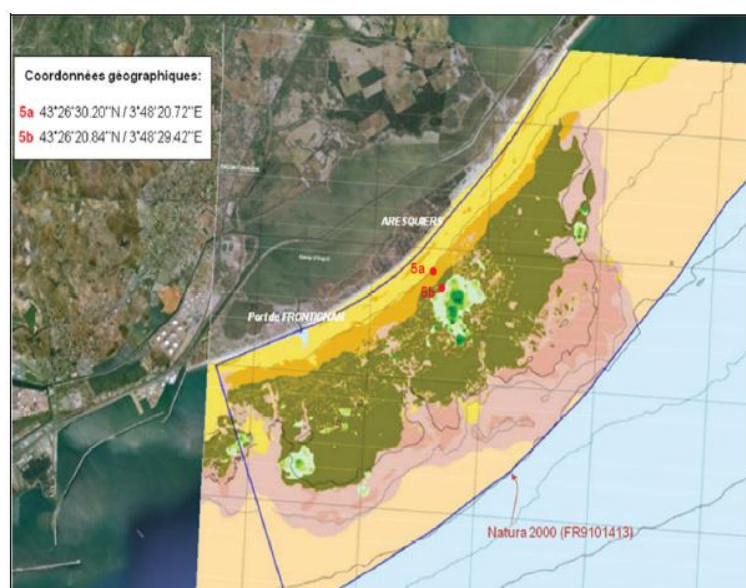 Coordonnées géographiques:
5a 43°26'30.20''N / 3°48'20.72''E
5b 43°26'20.84''N / 3°48'29.42''E
ARESQUIERS
5a
5b
Port de FRONTIGNAN
Natura 2000 (FR9101413)